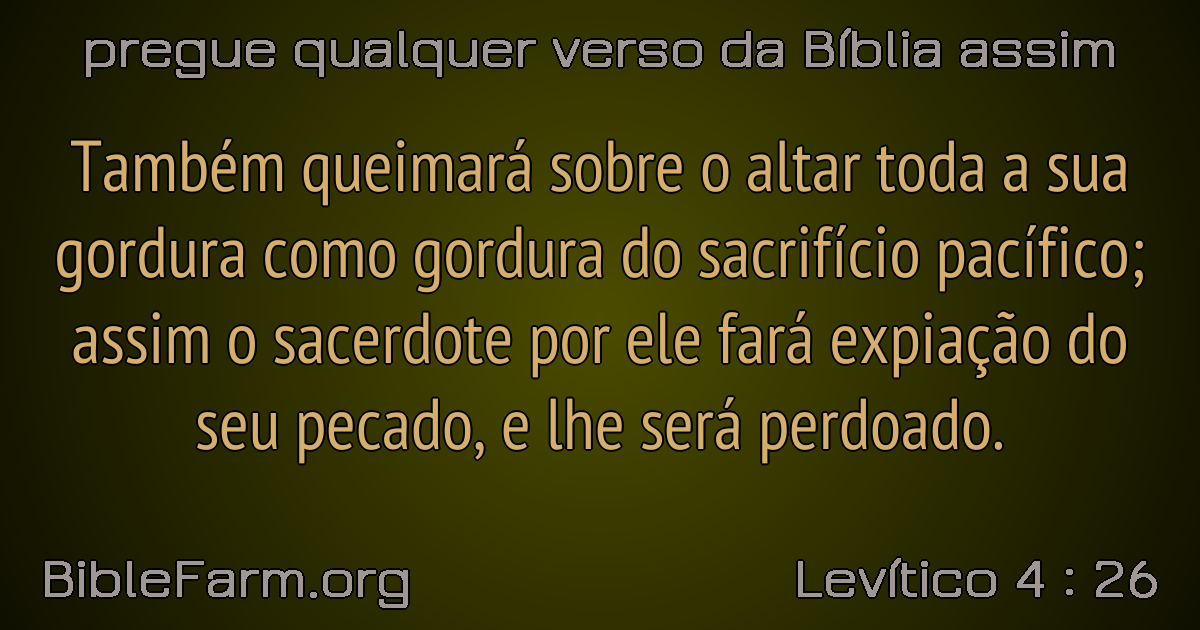 pregue qualquer verso da Bíblia assim
Também queimará sobre o altar toda a sua
gordura como gordura do sacrifício pacífico;
assim o sacerdote por ele fará expiação do
seu pecado, e lhe será perdoado.
BibleFarm.org
Levítico 4 : 26